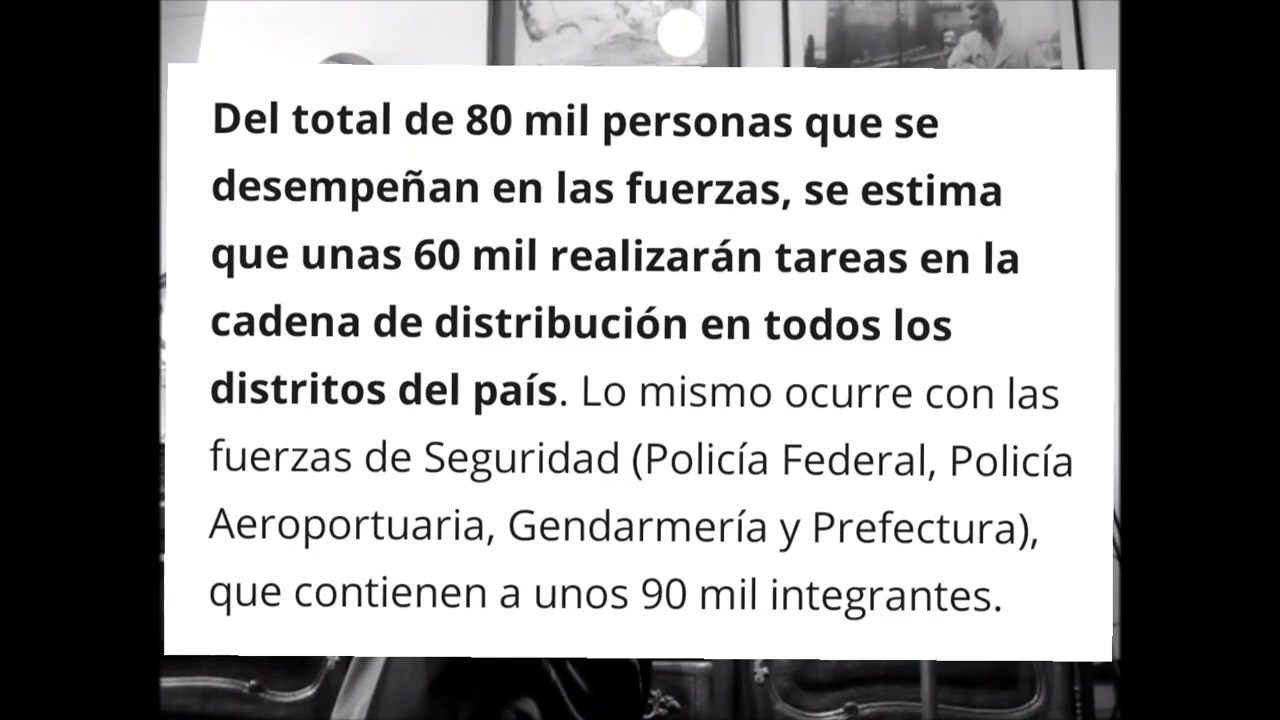 Del total de 80 mil personas que se
desempeñan en las fuerzas, se estima
que unas 60 mil realizarán tareas en la
cadena de distribución en todos los
distritos del país. Lo mismo ocurre con las
fuerzas de Seguridad (Policía Federal, Policía
Aeroportuaria, Gendarmería y Prefectura),
que contienen a unos 90 mil integrantes.